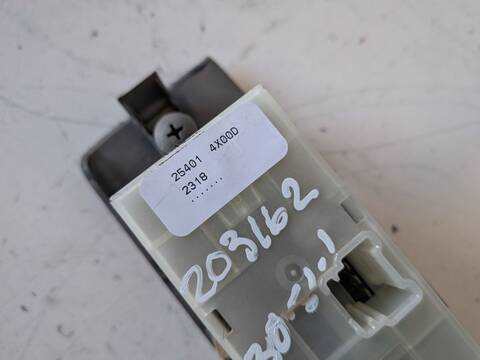 25401 4X00D
231B
.......
203162